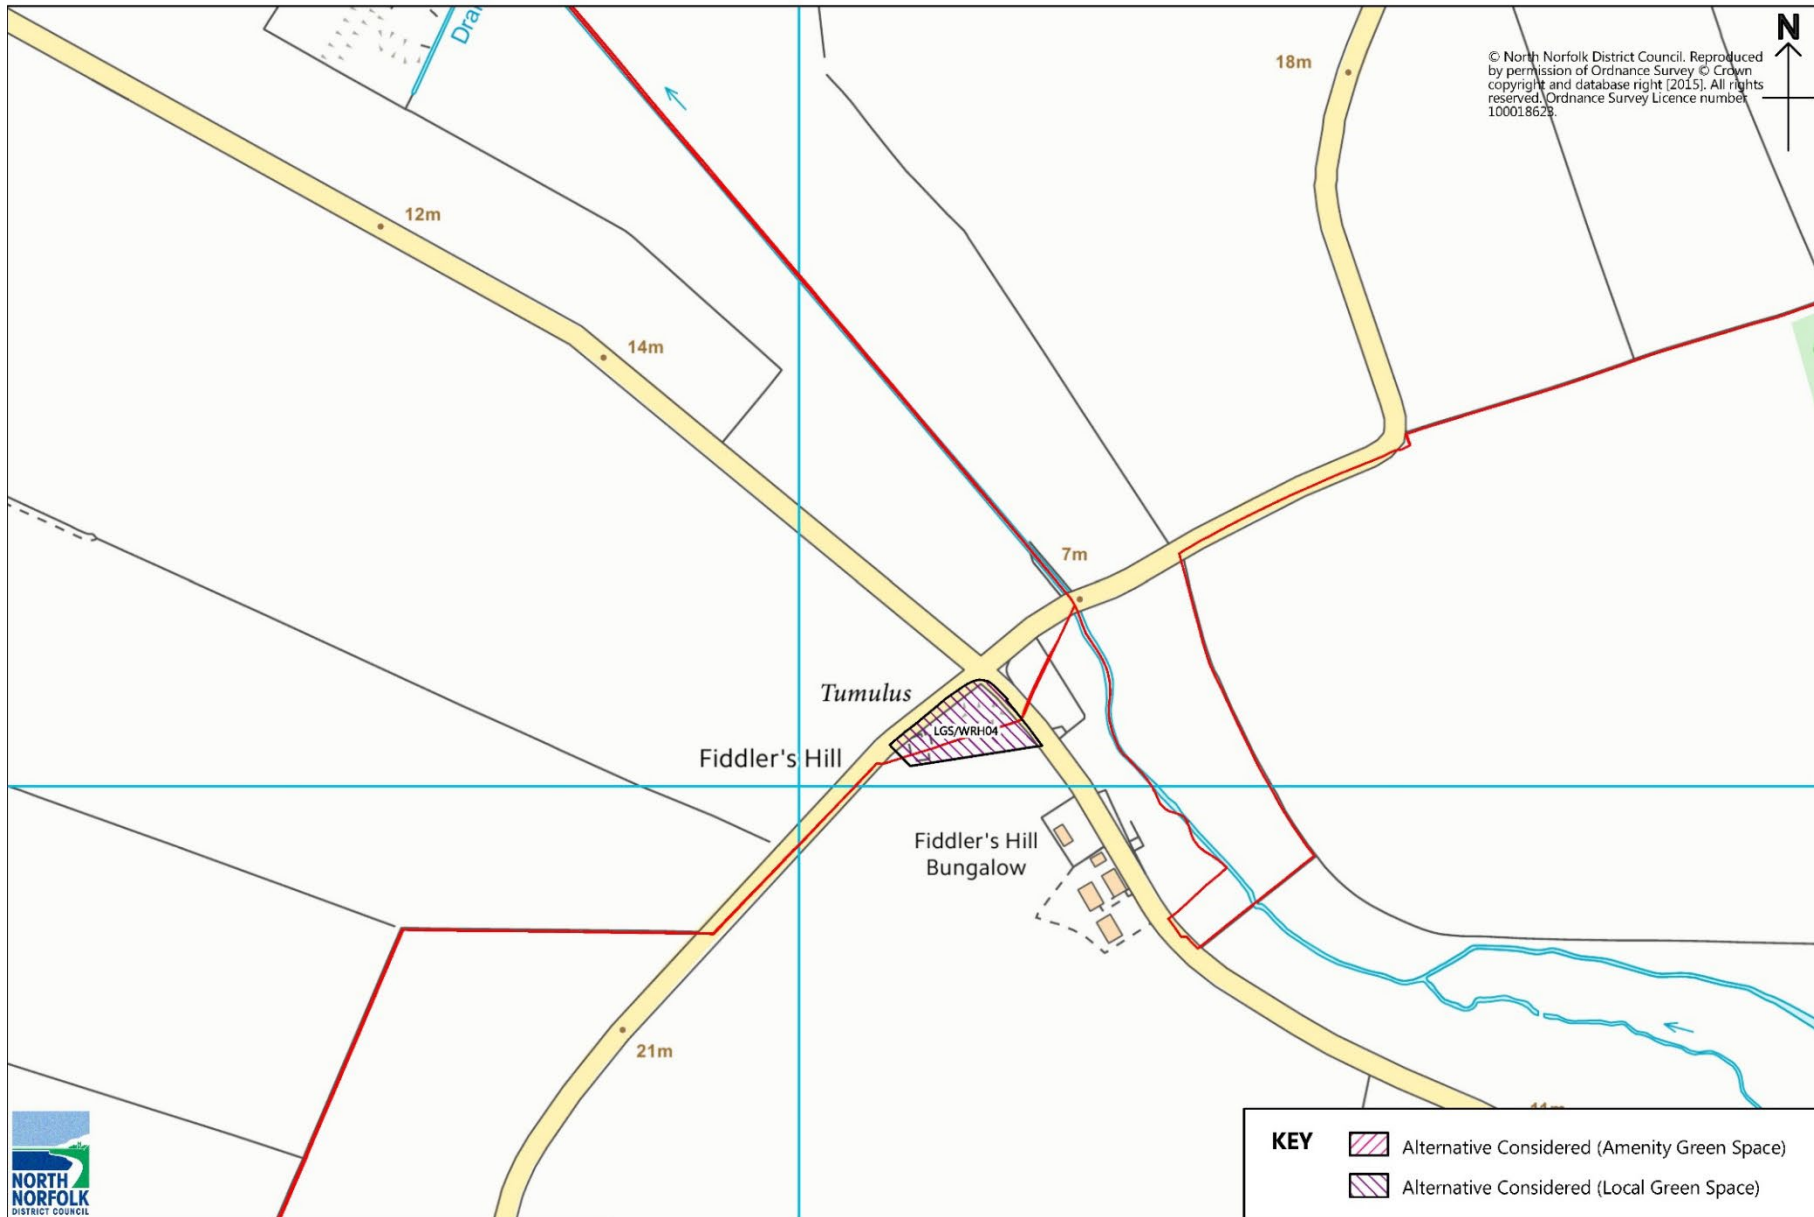 N
© North Norfolk District Council. Reproduced
by permission of Ordnance Survey © Crown
copyright and database right [2015]. All rights
reserved. Ordnance Survey Licence number
100018623.
18m
12m
14m
7m
Tumulus
LGS/WRH04
Fiddler's Hill
Fiddler's Hill
Bungalow
21m
KEY
Alternative Considered (Amenity Green Space)
Alternative Considered (Local Green Space)
NORTH
NORFOLK
DISTRICT COUNCIL